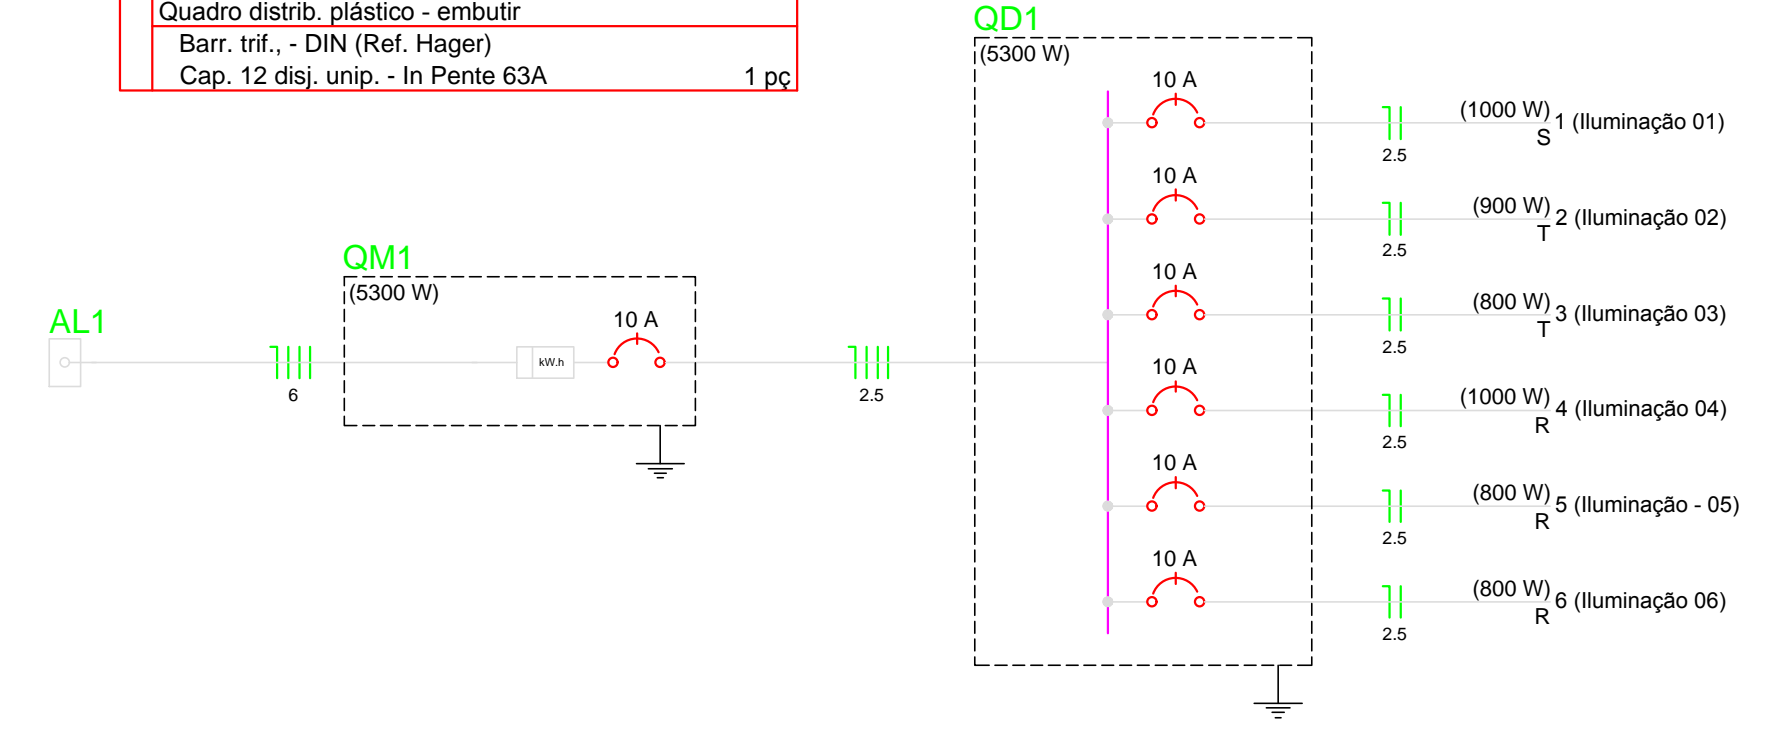 Quadro distrib. plástico - embutir
Barr. trif., - DIN (Ref. Hager)
Cap. 12 disj. unip. - In Pente 63A 1 pç
AL1
6
QM1
(5300 W)
kW.h
10 A
2.5
QD1
(5300 W)
10 A
2.5
(1000 W)
S
1 (Iluminação 01)
10 A
2.5
(900 W)
T
2 (Iluminação 02)
10 A
2.5
(800 W)
T
3 (Iluminação 03)
10 A
2.5
(1000 W)
R
4 (Iluminação 04)
10 A
2.5
(800 W)
R
5 (Iluminação - 05)
10 A
2.5
(800 W)
R
6 (Iluminação 06)